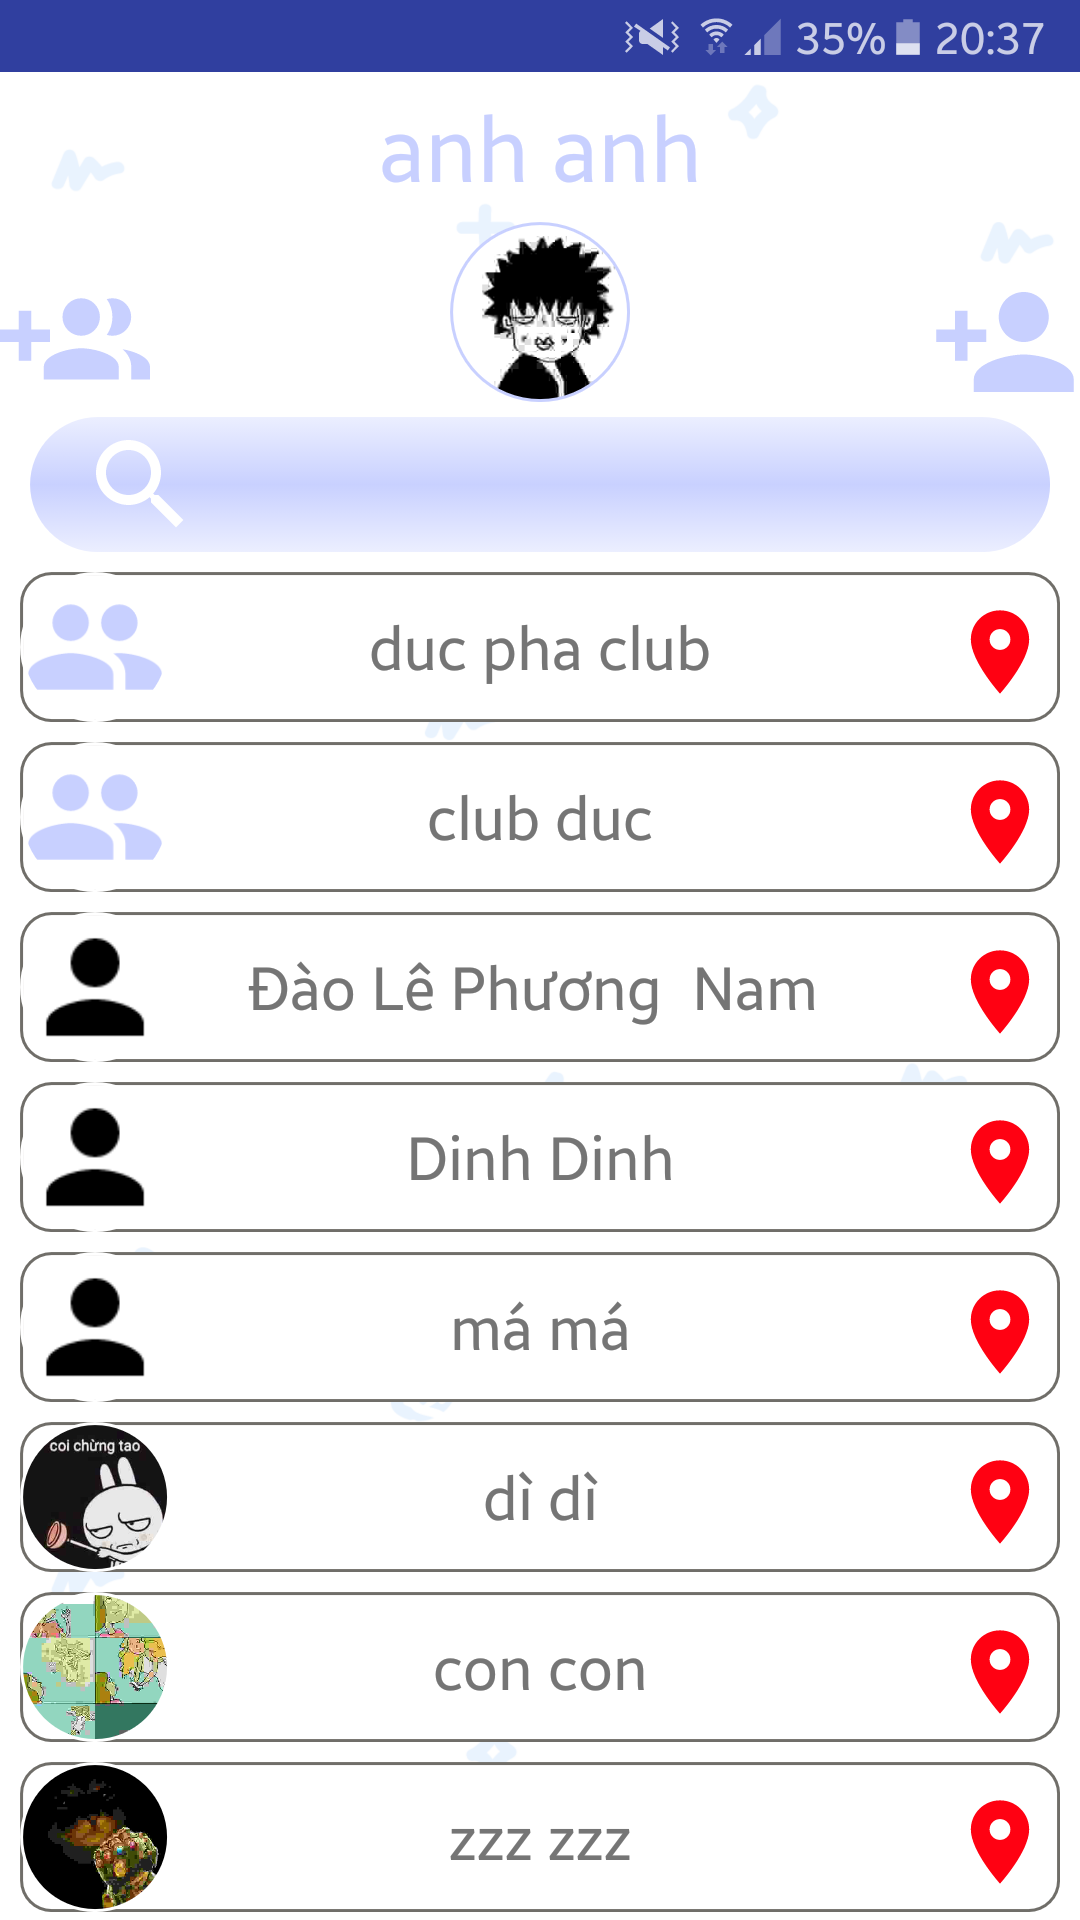 35% 20:37
anh anh
duc pha club
club duc
Đào Lê Phương  Nam
Dinh Dinh
má má
coi chừng tao
dì dì
con con
zzz zzz